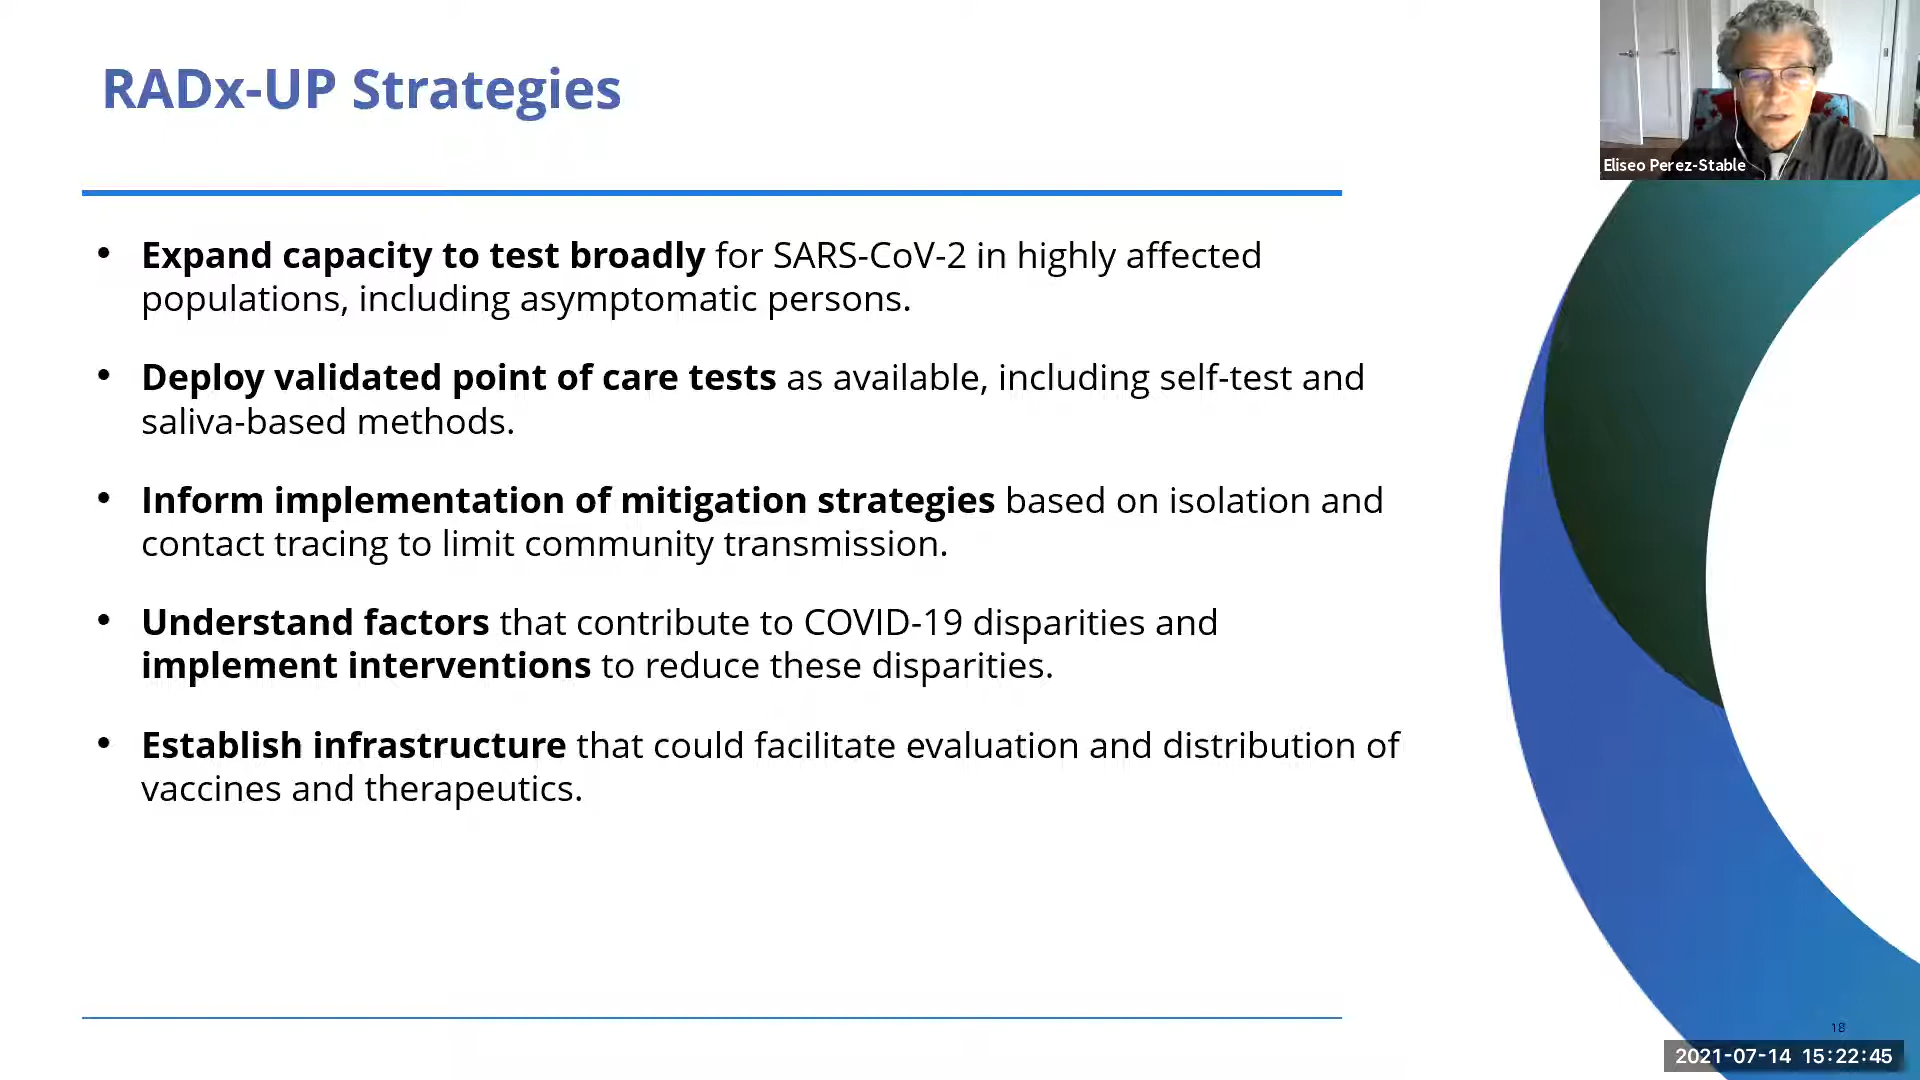 RADx-UP Strategies
Eliseo Perez-Stable
• Expand capacity to test broadly for SARS-CoV-2 in highly affected
populations, including asymptomatic persons.
• Deploy validated point of care tests as available, including self-test and
saliva-based methods.
• Inform implementation of mitigation strategies based on isolation and
contact tracing to limit community transmission.
• Understand factors that contribute to COVID-19 disparities and
implement interventions to reduce these disparities.
• Establish infrastructure that could facilitate evaluation and distribution of
vaccines and therapeutics.
18
2021-07-14 15:22:45